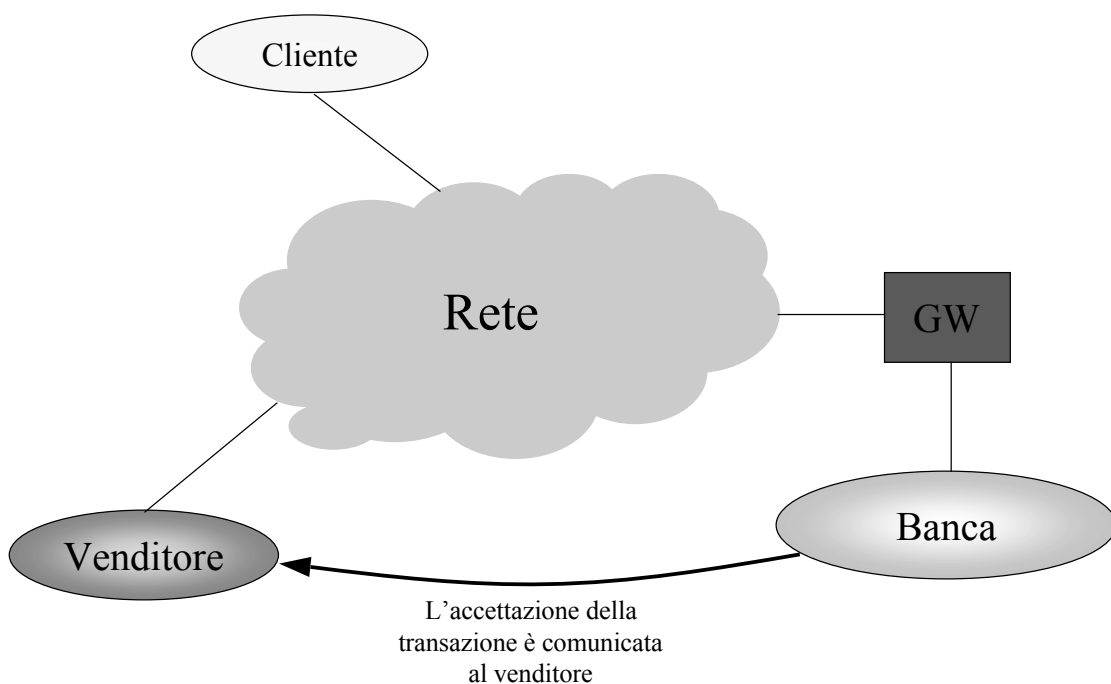 Cliente
Rete
GW
Banca
Venditore
L’accettazione della
transazione è comunicata
al venditore